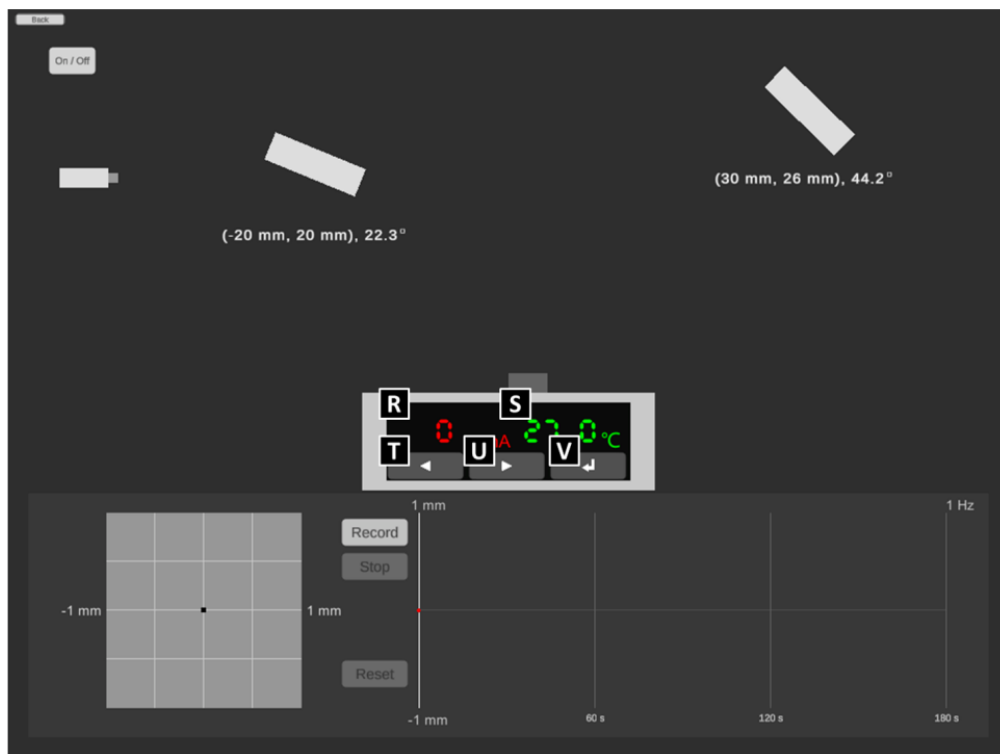 Back
On / Off
(30 mm, 26 mm), 44.2°
(-20 mm, 20 mm), 22.3°
R
S
0
A
27.0 °C
T
U
V
1 mm
1 Hz
Record
Stop
-1 mm
1 mm
Reset
-1 mm
60 s
120 s
180 s